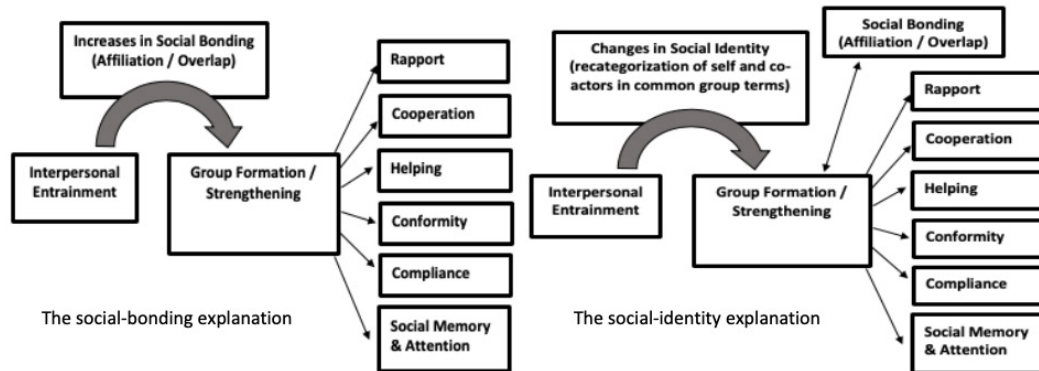 Increases in Social Bonding
(Affiliation / Overlap)
Interpersonal
Entrainment
Group Formation /
Strengthening
Rapport
Cooperation
Helping
Conformity
Compliance
Social Memory
& Attention
The social-bonding explanation
Changes in Social Identity
(recategorization of self and co-
actors in common group terms)
Social Bonding
(Affiliation / Overlap)
Interpersonal
Entrainment
Group Formation /
Strengthening
Rapport
Cooperation
Helping
Conformity
Compliance
Social Memory
& Attention
The social-identity explanation